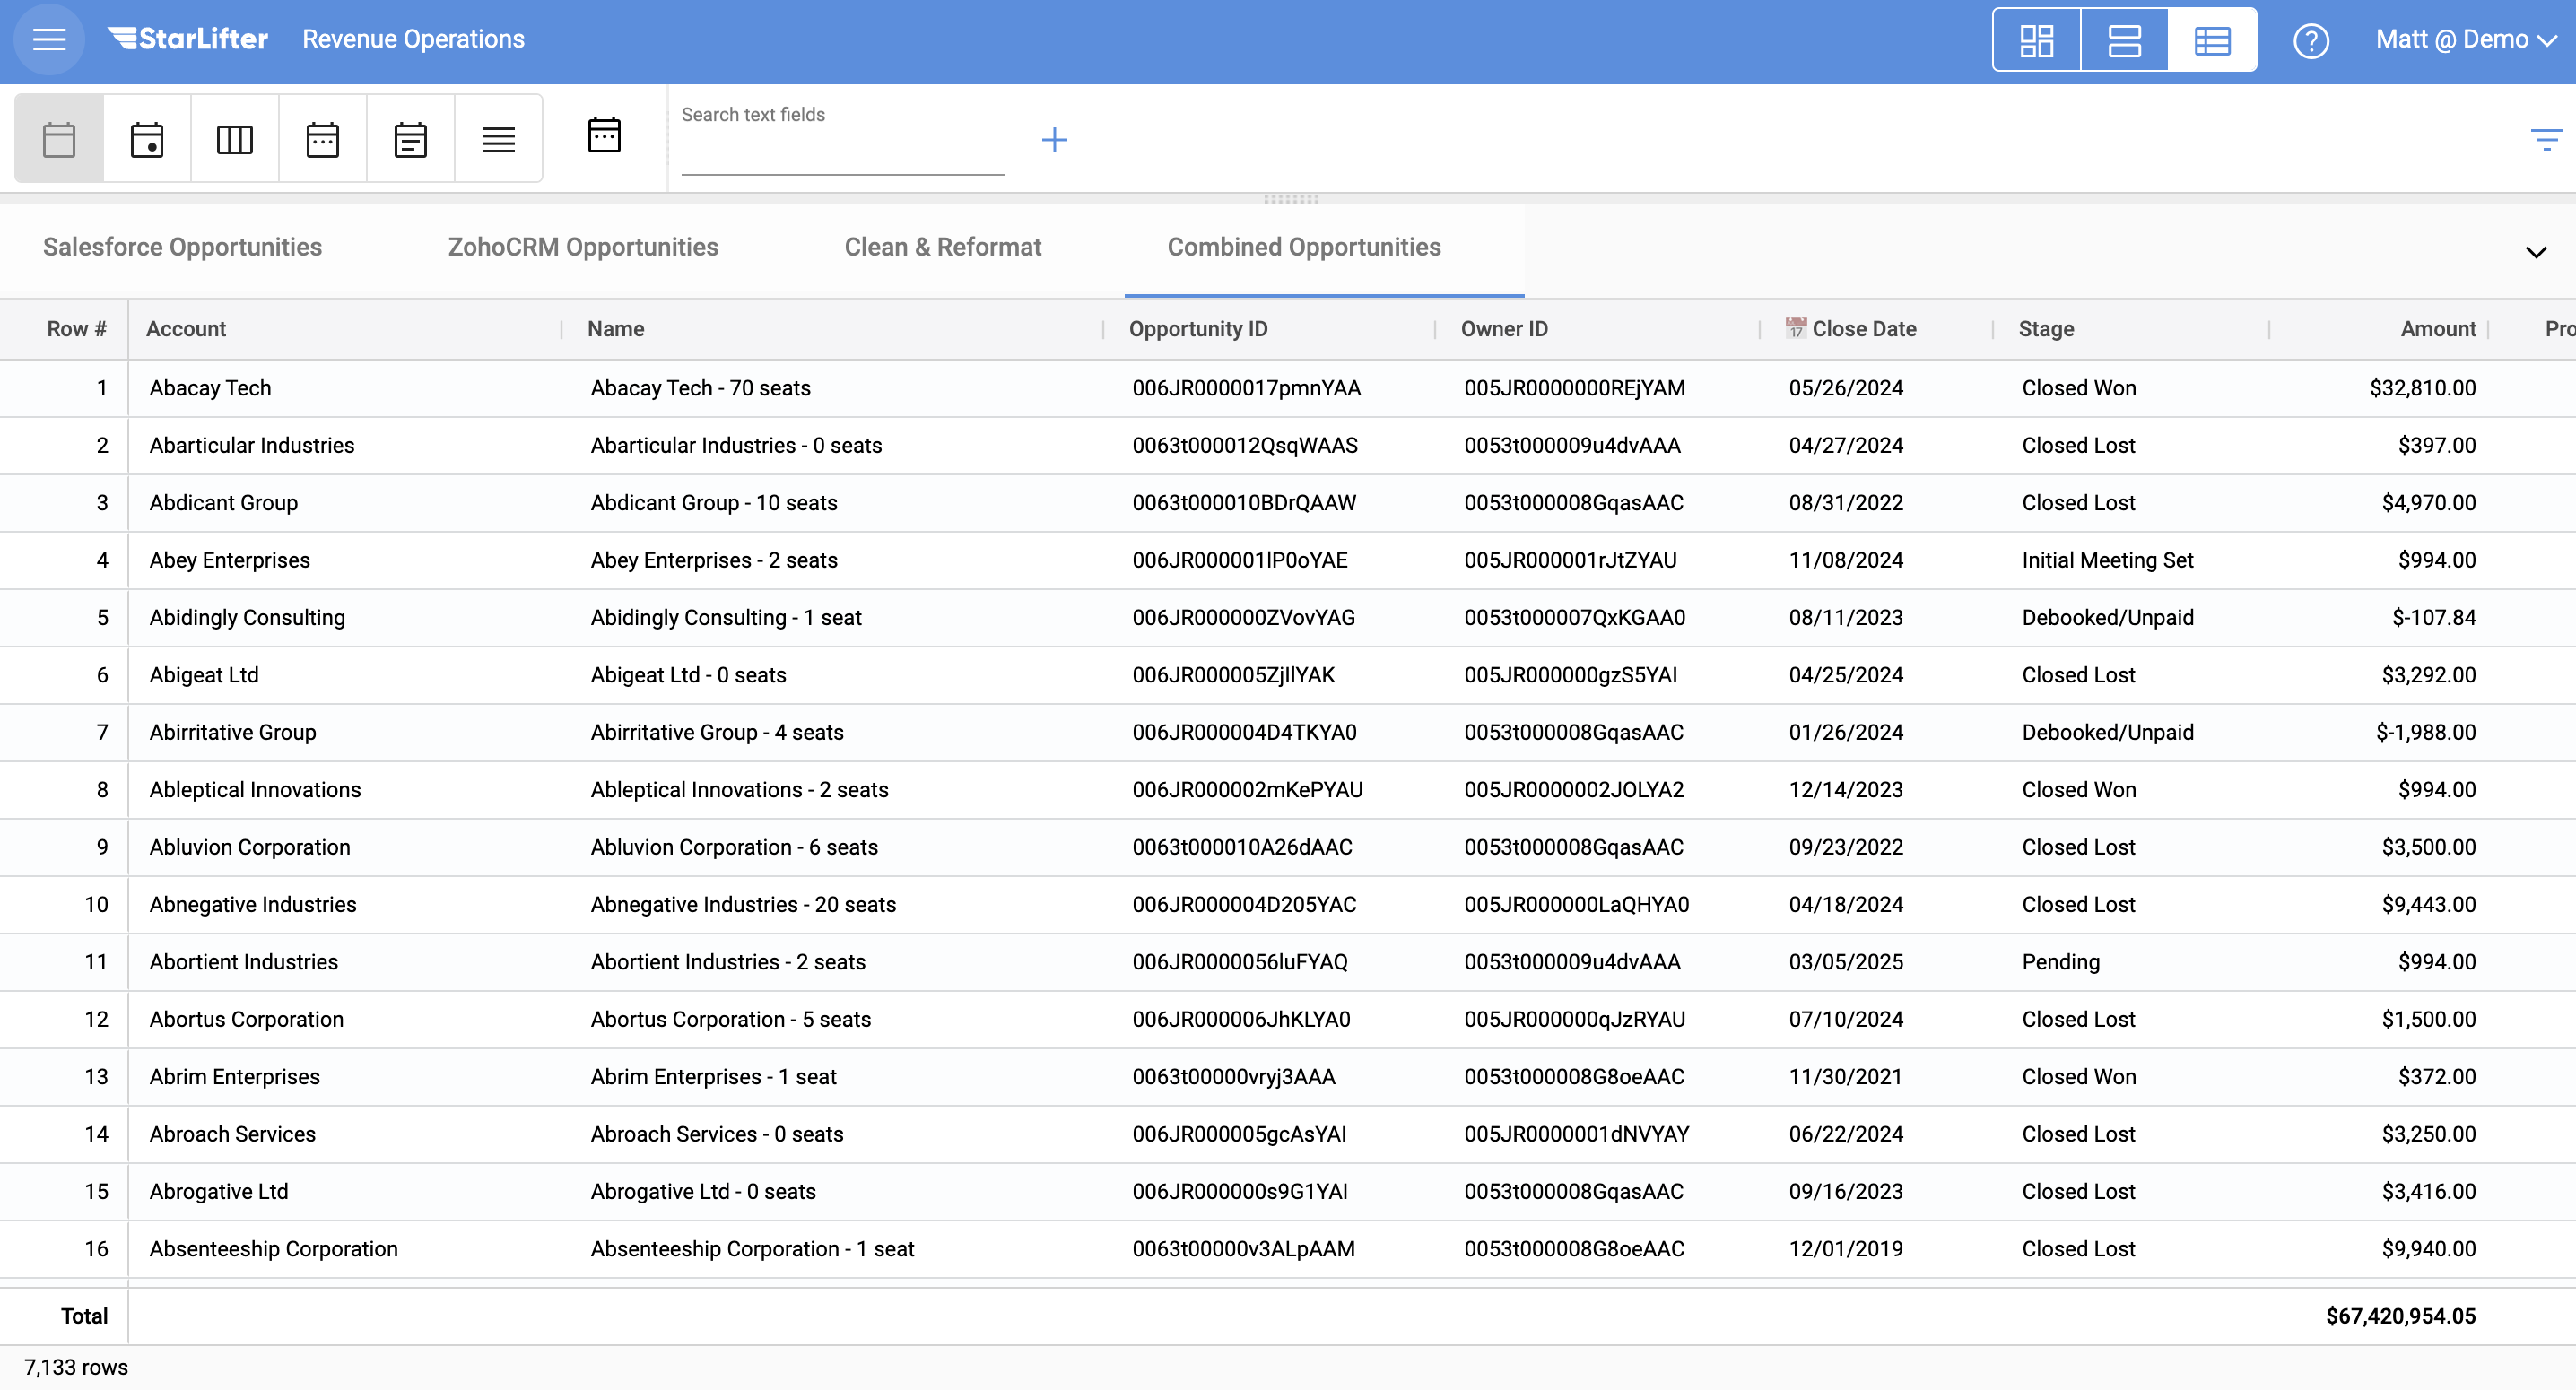 StarLifter Revenue Operations Matt @ Demo
Search text fields
Salesforce Opportunities ZohoCRM Opportunities Clean & Reformat Combined Opportunities
Row # Account Name Opportunity ID Owner ID 17 Close Date Stage Amount Pro
1 Abacay Tech Abacay Tech - 70 seats 006JR0000017pmnYAA 005JR0000000REjYAM 05/26/2024 Closed Won $32,810.00
2 Abarticular Industries Abarticular Industries - 0 seats 0063t000012QsqWAAS 0053t000009u4dvAAA 04/27/2024 Closed Lost $397.00
3 Abdicant Group Abdicant Group - 10 seats 0063t000010BDrQAAW 0053t000008GqasAAC 08/31/2022 Closed Lost $4,970.00
4 Abey Enterprises Abey Enterprises - 2 seats 006JR000001lP0oYAE 005JR000001rJtZYAU 11/08/2024 Initial Meeting Set $994.00
5 Abidingly Consulting Abidingly Consulting - 1 seat 006JR000000ZVovYAG 0053t000007QxKGAA0 08/11/2023 Debooked/Unpaid $-107.84
6 Abigeat Ltd Abigeat Ltd - 0 seats 006JR000005ZjIlYAK 005JR000000gzS5YAI 04/25/2024 Closed Lost $3,292.00
7 Abirritative Group Abirritative Group - 4 seats 006JR000004D4TKYA0 0053t000008GqasAAC 01/26/2024 Debooked/Unpaid $-1,988.00
8 Ableptical Innovations Ableptical Innovations - 2 seats 006JR000002mKePYAU 005JR0000002JOLYA2 12/14/2023 Closed Won $994.00
9 Abluvion Corporation Abluvion Corporation - 6 seats 0063t000010A26dAAC 0053t000008GqasAAC 09/23/2022 Closed Lost $3,500.00
10 Abnegative Industries Abnegative Industries - 20 seats 006JR000004D205YAC 005JR000000LaQHYA0 04/18/2024 Closed Lost $9,443.00
11 Abortient Industries Abortient Industries - 2 seats 006JR0000056luFYAQ 0053t000009u4dvAAA 03/05/2025 Pending $994.00
12 Abortus Corporation Abortus Corporation - 5 seats 006JR000006JhKLYA0 005JR000000qJzRYAU 07/10/2024 Closed Lost $1,500.00
13 Abrim Enterprises Abrim Enterprises - 1 seat 0063t00000vryj3AAA 0053t000008G8oeAAC 11/30/2021 Closed Won $372.00
14 Abroach Services Abroach Services - 0 seats 006JR000005gcAsYAI 005JR0000001dNVYAY 06/22/2024 Closed Lost $3,250.00
15 Abrogative Ltd Abrogative Ltd - 0 seats 006JR000000s9G1YAI 0053t000008GqasAAC 09/16/2023 Closed Lost $3,416.00
16 Absenteeship Corporation Absenteeship Corporation - 1 seat 0063t00000v3ALpAAM 0053t000008G8oeAAC 12/01/2019 Closed Lost $9,940.00
Total $67,420,954.05
7,133 rows